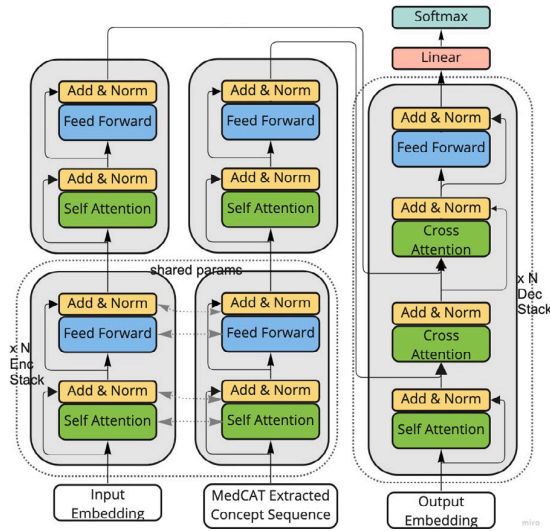 Softmax
Linear
Add & Norm
Feed Forward
Add & Norm
Self Attention
Add & Norm
Feed Forward
Add & Norm
Self Attention
shared params
Add & Norm
Feed Forward
Add & Norm
Self Attention
x N
Enc
Stack
Add & Norm
Feed Forward
Add & Norm
Self Attention
Input
Embedding
MedCAT Extracted
Concept Sequence
Add & Norm
Feed Forward
Add & Norm
Cross
Attention
Add & Norm
Cross
Attention
Add & Norm
Self Attention
x N
Dec
Stack
Output
Embedding
miro